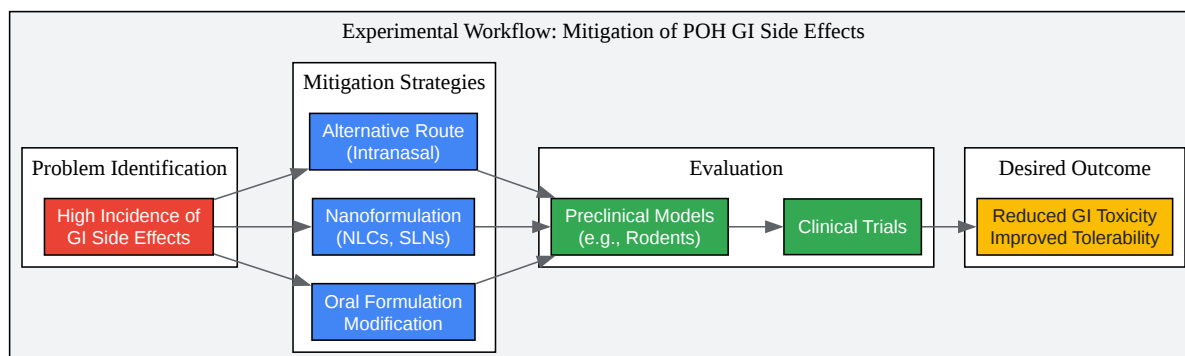 Experimental Workflow: Mitigation of POH GI Side Effects
Problem Identification
High Incidence of
GI Side Effects
Mitigation Strategies
Alternative Route
(Intranasal)
Nanoformulation
(NLCs, SLNs)
Oral Formulation
Modification
Evaluation
Preclinical Models
(e.g., Rodents)
Clinical Trials
Desired Outcome
Reduced GI Toxicity
Improved Tolerability